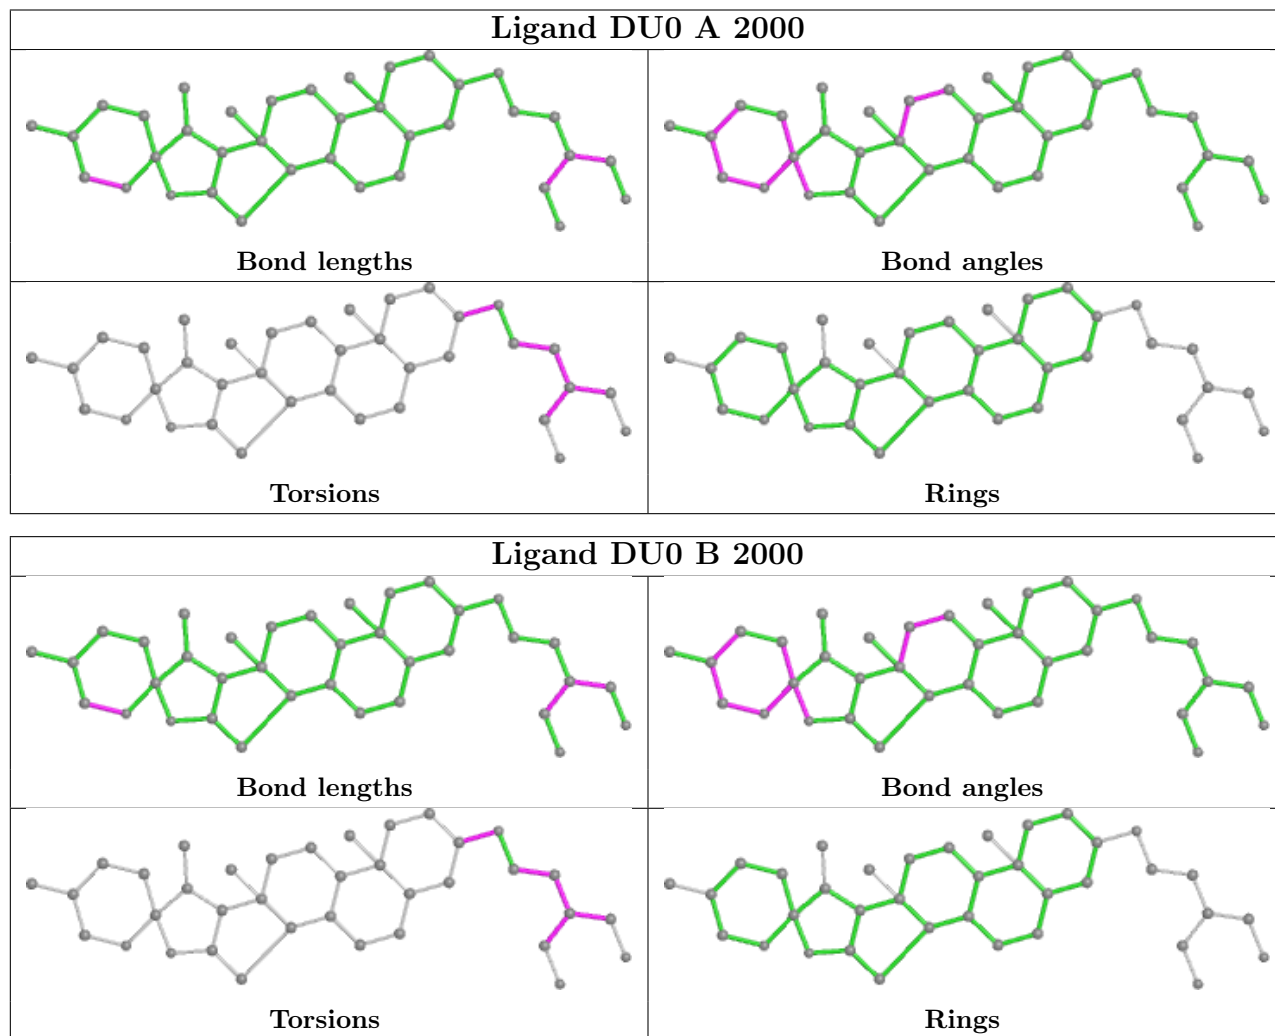 Ligand DU0 A 2000
Bond lengths
Bond angles
Torsions
Rings
Ligand DU0 B 2000
Bond lengths
Bond angles
Torsions
Rings